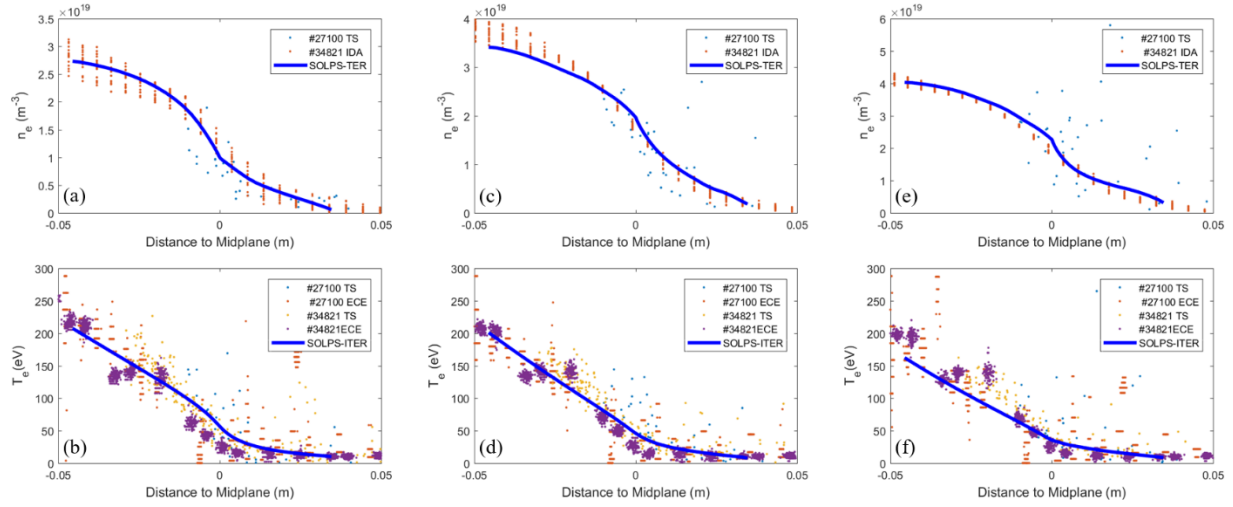 ×10^19
3.5
3
2.5
2
1.5
1
0.5
0
n_e (m^-3)
#27100 TS
#34821 IDA
SOLPS-TER
(a)
-0.05
0
0.05
Distance to Midplane (m)
×10^19
4
3
2
1
0
n_e (m^-3)
#27100 TS
#34821 IDA
SOLPS-TER
(c)
-0.05
0
0.05
Distance to Midplane (m)
×10^19
6
5
4
3
2
1
0
n_e (m^-3)
#27100 TS
#34821 IDA
SOLPS-TER
(e)
-0.05
0
0.05
Distance to Midplane (m)
300
250
200
150
100
50
0
T_e (eV)
#27100 TS
#27100 ECE
#34821 TS
#34821ECE
SOLPS-ITER
(b)
-0.05
0
0.05
Distance to Midplane (m)
300
250
200
150
100
50
0
T_e (eV)
#27100 TS
#27100 ECE
#34821 TS
#34821ECE
SOLPS-ITER
(d)
-0.05
0
0.05
Distance to Midplane (m)
300
250
200
150
100
50
0
T_e (eV)
#27100 TS
#27100 ECE
#34821 TS
#34821ECE
SOLPS-ITER
(f)
-0.05
0
0.05
Distance to Midplane (m)